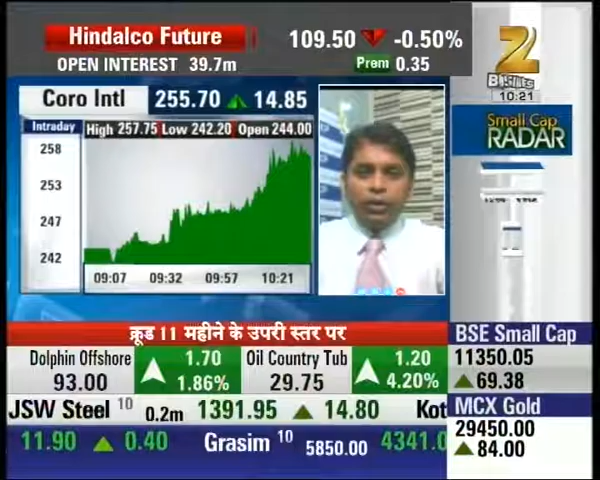 Hindalco Future 109.50 -0.50%
OPEN INTEREST 39.7m Prem 0.35
Z
10:21
Coro Intl 255.70 14.85
Small Cap
RADAR
Intraday High 257.75 Low 242.20 Open 244.00
258
253
247
242
09:07 09:32 09:57 10:21
क्रूड 11 महीने के उपरी स्तर पर
BSE Small Cap
11350.05
69.38
Dolphin Offshore 1.70 Oil Country Tub 1.20
93.00 1.86% 29.75 4.20%
JSW Steel 10 0.2m 1391.95 14.80 Kot
MCX Gold
29450.00
84.00
11.90 0.40 Grasim 10 5850.00 4341.0